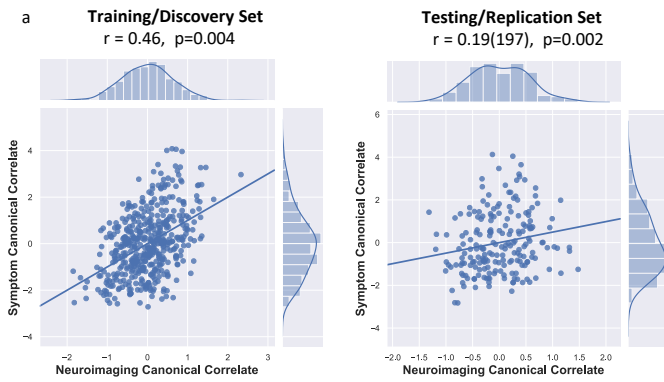 a
Training/Discovery Set
r = 0.46, p=0.004
Symptom Canonical Correlate
4
2
0
−2
−4
−2
−1
0
1
2
3
Neuroimaging Canonical Correlate
Testing/Replication Set
r = 0.19(197), p=0.002
Symptom Canonical Correlate
6
4
2
0
−2
−4
−2.0
−1.5
−1.0
−0.5
0.0
0.5
1.0
1.5
2.0
Neuroimaging Canonical Correlate